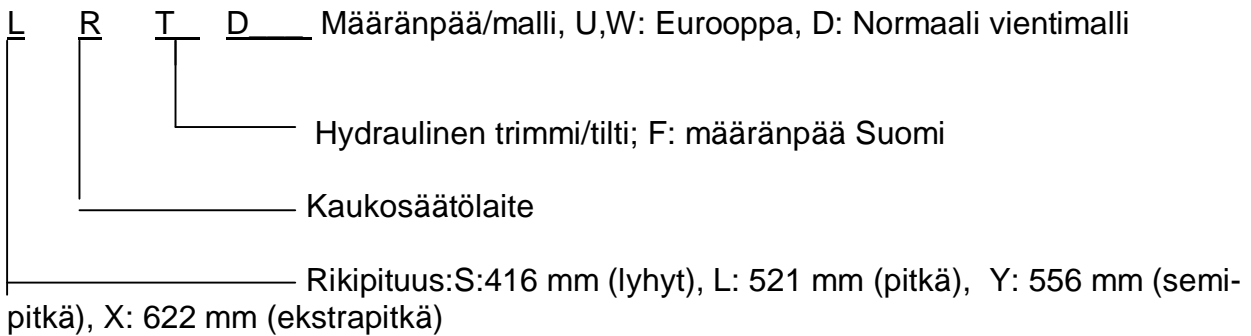 L R T D___ Määränpää/malli, U,W: Eurooppa, D: Normaali vientimalli
Hydraulinen trimmi/tilti; F: määränpää Suomi
Kaukosäätölaite
Rikipituus:S:416 mm (lyhyt), L: 521 mm (pitkä), Y: 556 mm (semi-
pitkä), X: 622 mm (ekstrapitkä)